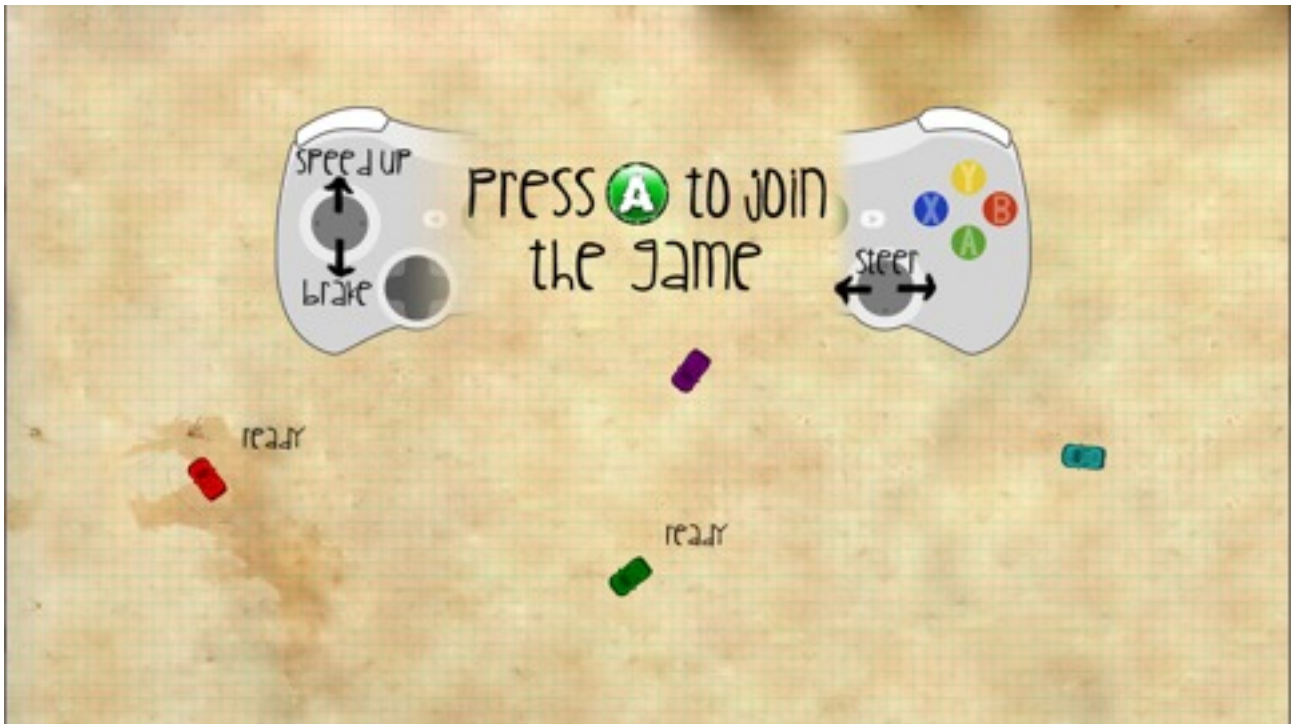 speed up
Press A to join
the game
brake
Y
X
B
A
steer
ready
ready